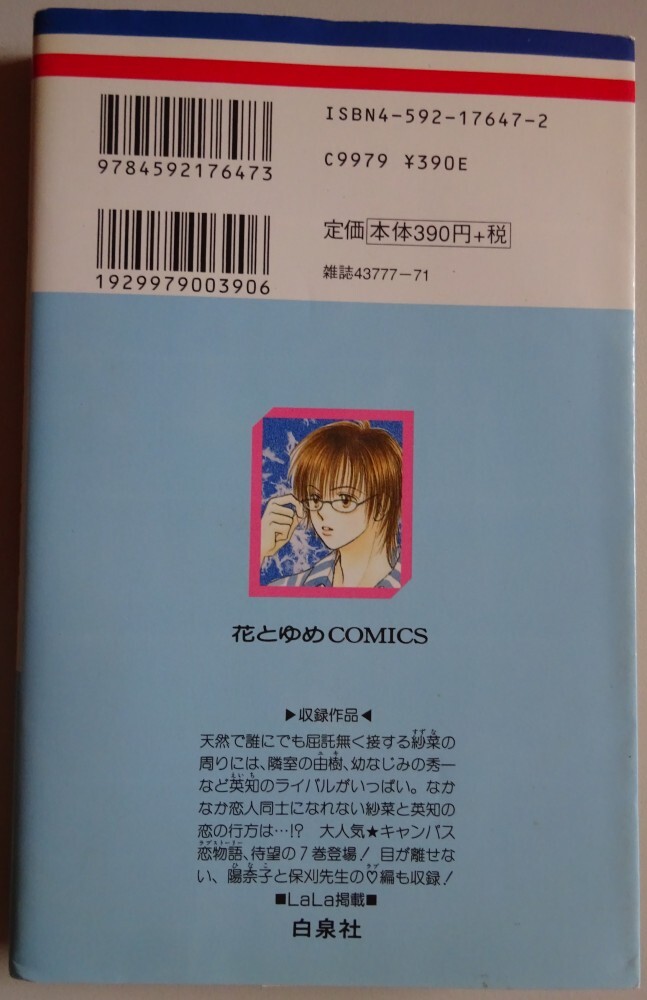 ISBN4-592-17647-2
9784592176473
C9979 ¥390E
定価 本体390円+税
1929979003906
雑誌43777-71
花とゆめCOMICS
▶収録作品◀
天然で誰にでも屈託無く接する紗菜の
周りには、隣室の由樹、幼なじみの秀一
など英知のライバルがいっぱい。なか
なか恋人同士になれない紗菜と英知の
恋の行方は…!? 大人気★キャンパス
恋物語、待望の7巻登場! 目が離せな
い、陽奈子と保刈先生の♡編も収録!
■LaLa掲載■
白泉社